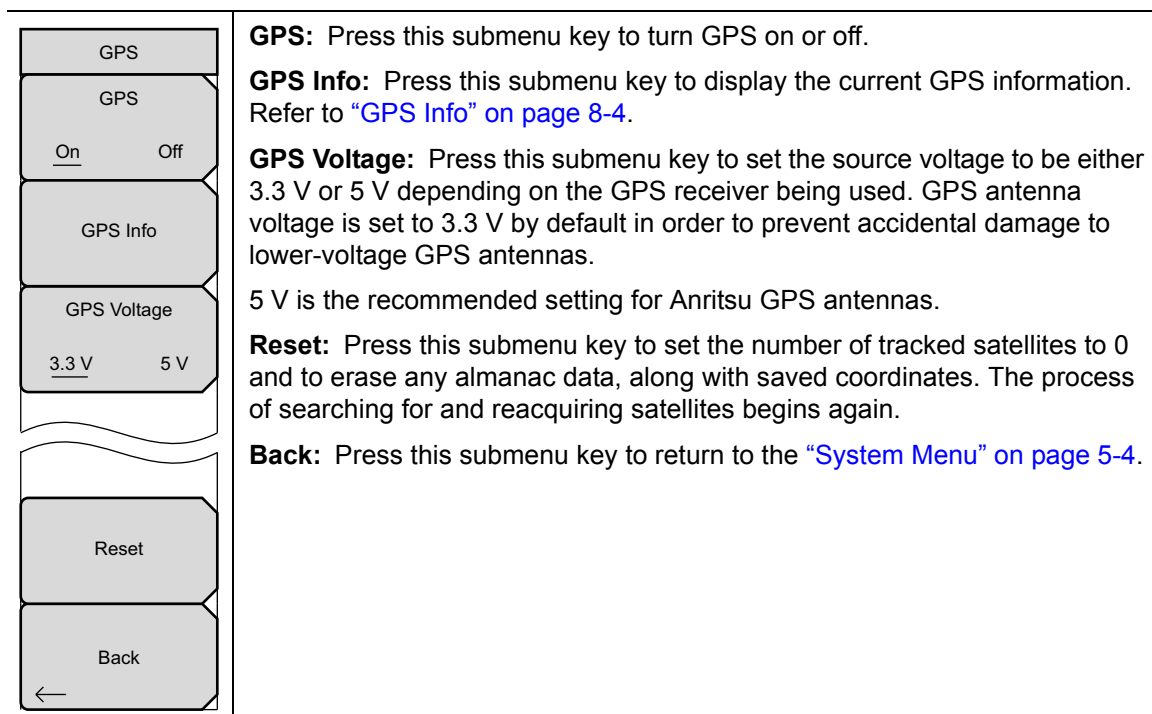 GPS
GPS
On Off
GPS Info
GPS Voltage
3.3 V 5 V
Reset
Back
GPS: Press this submenu key to turn GPS on or off.
GPS Info: Press this submenu key to display the current GPS information.
Refer to “GPS Info” on page 8-4.
GPS Voltage: Press this submenu key to set the source voltage to be either
3.3 V or 5 V depending on the GPS receiver being used. GPS antenna
voltage is set to 3.3 V by default in order to prevent accidental damage to
lower-voltage GPS antennas.
5 V is the recommended setting for Anritsu GPS antennas.
Reset: Press this submenu key to set the number of tracked satellites to 0
and to erase any almanac data, along with saved coordinates. The process
of searching for and reacquiring satellites begins again.
Back: Press this submenu key to return to the “System Menu” on page 5-4.